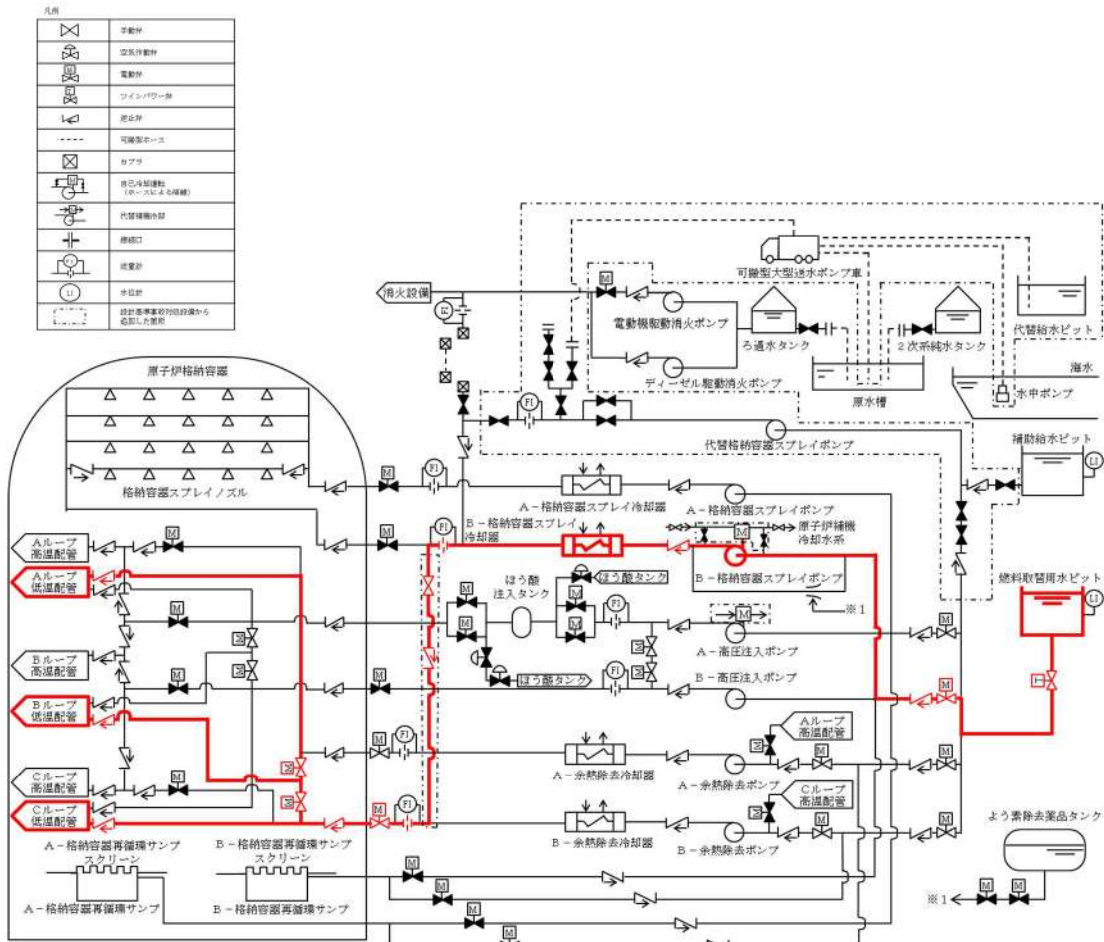 凡例
手動弁
空気作動弁
電動弁
ツインパワー弁
逆止弁
可搬型ホース
カプラ
自己冷却運転
(ホースによる接続)
代替補機冷却
接続口
FI
流量計
LI
水位計
設計基準事故対処設備から
追加した箇所
消火設備
M
FI
電動機駆動消火ポンプ
ディーゼル駆動消火ポンプ
可搬型大型送水ポンプ車
ろ過水タンク
2次系純水タンク
原水槽
代替給水ピット
海水
水中ポンプ
FI
代替格納容器スプレイポンプ
補助給水ピット
LI
原子炉格納容器
格納容器スプレイノズル
M
FI
A-格納容器スプレイ冷却器
A-格納容器スプレイポンプ
B-格納容器スプレイ
冷却器
M
FI
M
原子炉補機
冷却水系
B-格納容器スプレイポンプ
※1
燃料取替用水ピット
LI
T
Aループ
高温配管
M
Aループ
低温配管
Bループ
高温配管
Bループ
低温配管
Cループ
高温配管
Cループ
低温配管
M
M
M
M
M
M
M
ほう酸
注入タンク
ほう酸タンク
M
M
M
M
FI
M
M
ほう酸タンク
M
FI
M
A-高圧注入ポンプ
M
B-高圧注入ポンプ
M
M
FI
A-余熱除去冷却器
A-余熱除去ポンプ
Aループ
高温配管
M
M
M
M
FI
B-余熱除去冷却器
B-余熱除去ポンプ
Cループ
高温配管
M
M
M
よう素除去薬品タンク
※1
M
M
A-格納容器再循環サンプ
スクリーン
B-格納容器再循環サンプ
スクリーン
A-格納容器再循環サンプ
B-格納容器再循環サンプ
M
M
M
M